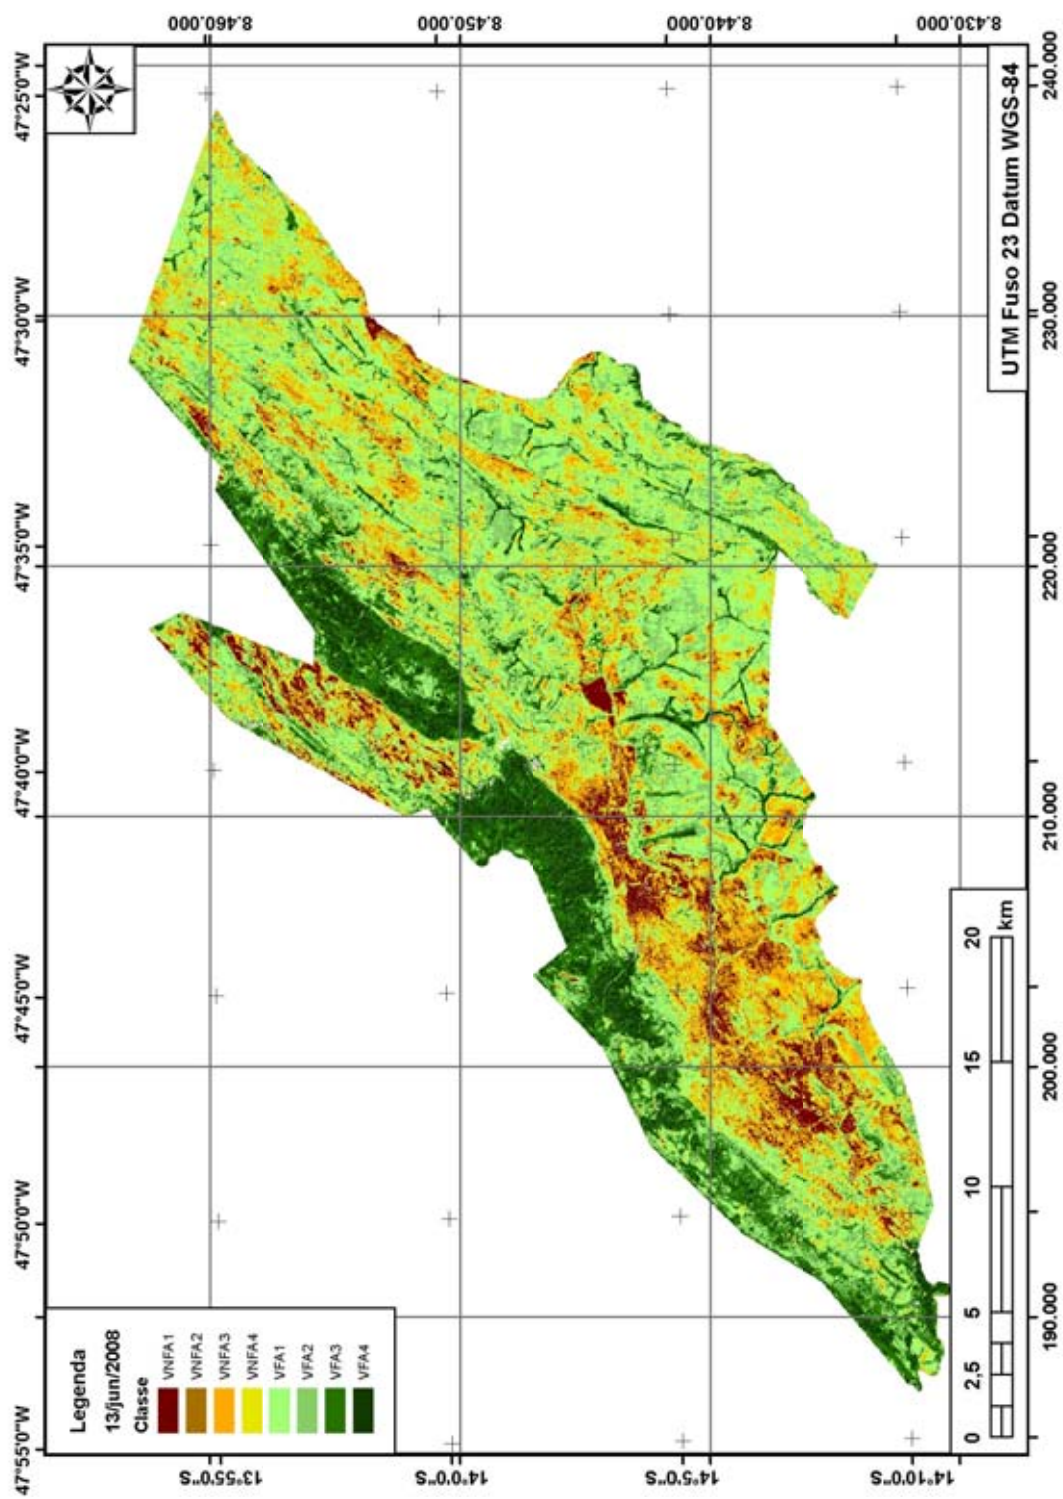 47°55'0"W
47°50'0"W
47°45'0"W
47°40'0"W
47°35'0"W
47°30'0"W
47°25'0"W
Legenda
13/jun/2008
Classe
VNFA1
VNFA2
VNFA3
VNFA4
VFA1
VFA2
VFA3
VFA4
13°55'0"S
14°0'0"S
14°5'0"S
14°10'0"S
8.460.000
8.450.000
8.440.000
8.430.000
0 2,5 5 10 15 20
km
UTM Fuso 23 Datum WGS-84
190.000
200.000
210.000
220.000
230.000
240.000